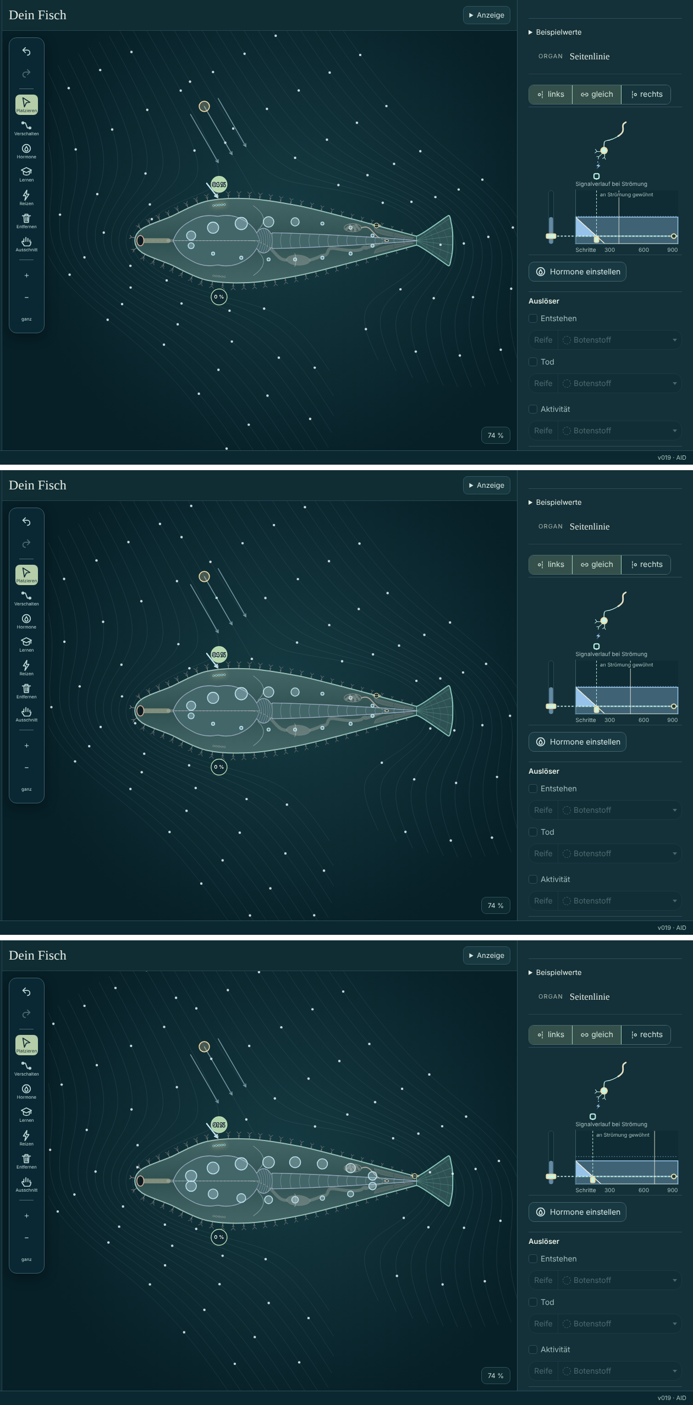 Dein Fisch
Anzeige
Platzieren
Verschalten
Hormone
Lernen
Reizen
Entfernen
Ausschnitt
+
−
ganz
0 %
74 %
Beispielwerte
ORGAN Seitenlinie
links gleich rechts
Signalverlauf bei Strömung
an Strömung gewöhnt
Schritte 300 600 900
Hormone einstellen
Auslöser
Entstehen
Reife Botenstoff
Tod
Reife Botenstoff
Aktivität
Reife Botenstoff
v019 · AID
Dein Fisch
Anzeige
Platzieren
Verschalten
Hormone
Lernen
Reizen
Entfernen
Ausschnitt
+
−
ganz
0 %
74 %
Beispielwerte
ORGAN Seitenlinie
links gleich rechts
Signalverlauf bei Strömung
an Strömung gewöhnt
Schritte 300 600 900
Hormone einstellen
Auslöser
Entstehen
Reife Botenstoff
Tod
Reife Botenstoff
Aktivität
Reife Botenstoff
v019 · AID
Dein Fisch
Anzeige
Platzieren
Verschalten
Hormone
Lernen
Reizen
Entfernen
Ausschnitt
+
−
ganz
0 %
74 %
Beispielwerte
ORGAN Seitenlinie
links gleich rechts
Signalverlauf bei Strömung
an Strömung gewöhnt
Schritte 300 600 900
Hormone einstellen
Auslöser
Entstehen
Reife Botenstoff
Tod
Reife Botenstoff
Aktivität
Reife Botenstoff
v019 · AID